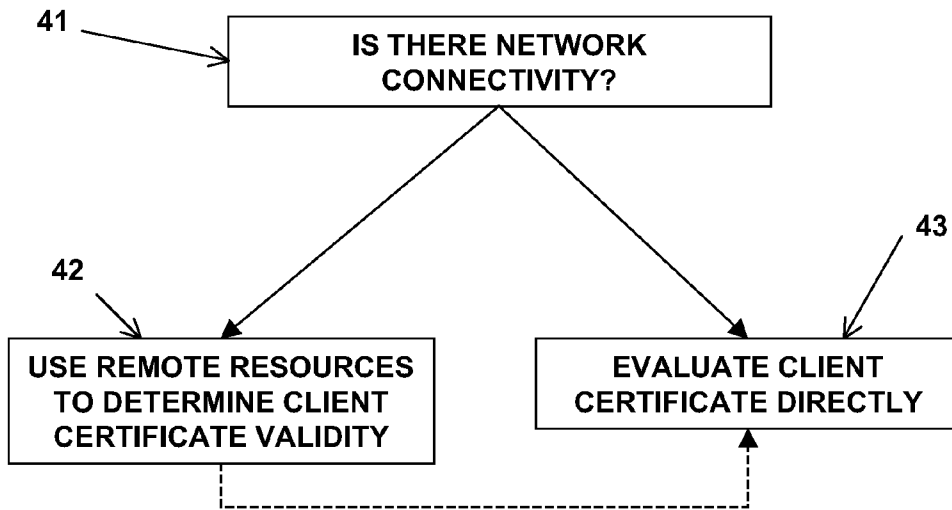 41
IS THERE NETWORK
CONNECTIVITY?
43
42
USE REMOTE RESOURCES
TO DETERMINE CLIENT
CERTIFICATE VALIDITY
EVALUATE CLIENT
CERTIFICATE DIRECTLY